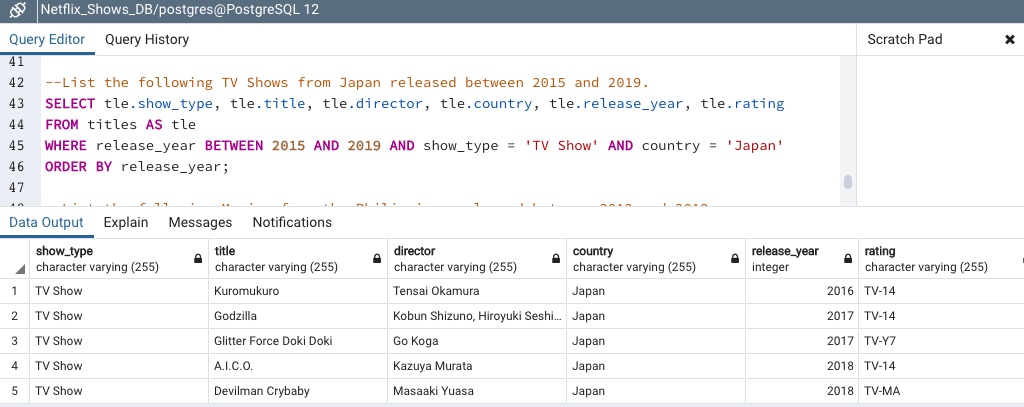 Netflix_Shows_DB/postgres@PostgreSQL 12
Query Editor Query History Scratch Pad
41
42 --List the following TV Shows from Japan released between 2015 and 2019.
43 SELECT tle.show_type, tle.title, tle.director, tle.country, tle.release_year, tle.rating
44 FROM titles AS tle
45 WHERE release_year BETWEEN 2015 AND 2019 AND show_type = 'TV Show' AND country = 'Japan'
46 ORDER BY release_year;
47
Data Output Explain Messages Notifications
show_type title director country release_year rating
character varying (255) character varying (255) character varying (255) character varying (255) integer character varying (255)
1 TV Show Kuromukuro Tensai Okamura Japan 2016 TV-14
2 TV Show Godzilla Kobun Shizuno, Hiroyuki Seshi... Japan 2017 TV-14
3 TV Show Glitter Force Doki Doki Go Koga Japan 2017 TV-Y7
4 TV Show A.I.C.O. Kazuya Murata Japan 2018 TV-14
5 TV Show Devilman Crybaby Masaaki Yuasa Japan 2018 TV-MA